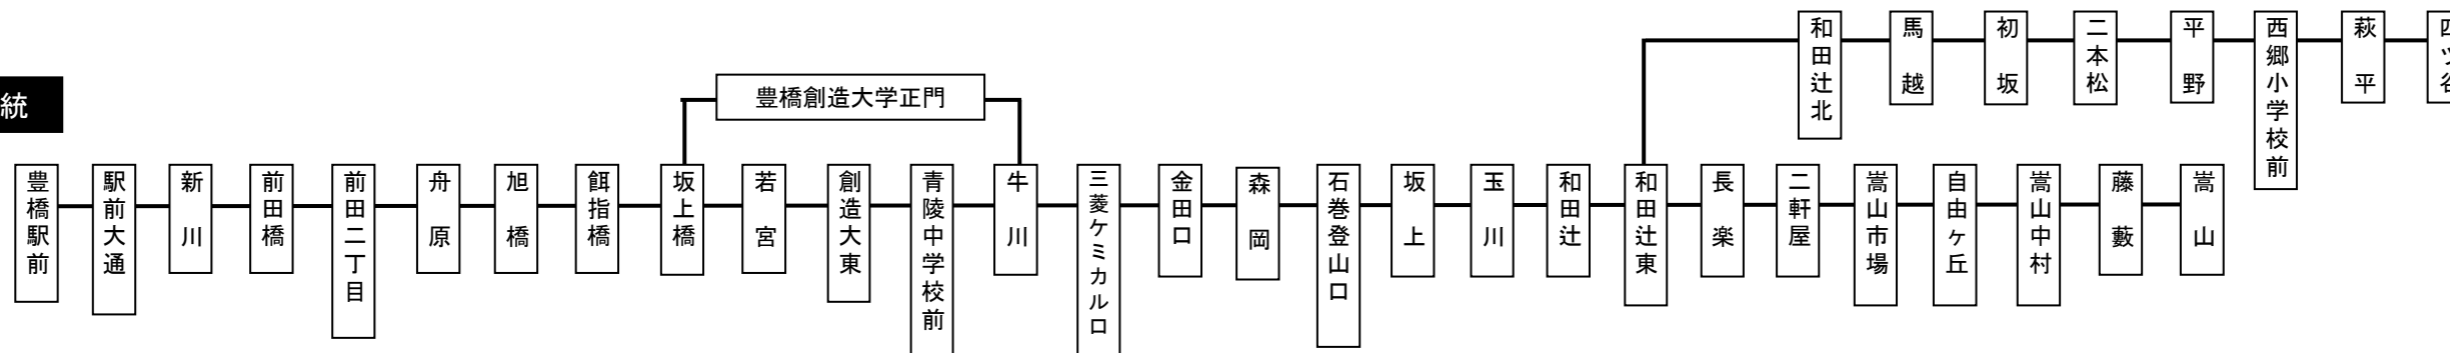 和田辻北
馬越
初坂
二本松
平野
西郷小学校前
萩平
四ツ谷
統
豊橋創造大学正門
豊橋駅前
駅前大通
新川
前田橋
前田二丁目
舟原
旭橋
餌指橋
坂上橋
若宮
創造大東
青陵中学校前
牛川
三菱ケミカル口
金田口
森岡
石巻登山口
坂上
玉川
和田辻
和田辻東
長楽
二軒屋
嵩山市場
自由ヶ丘
嵩山中村
藤藪
嵩山